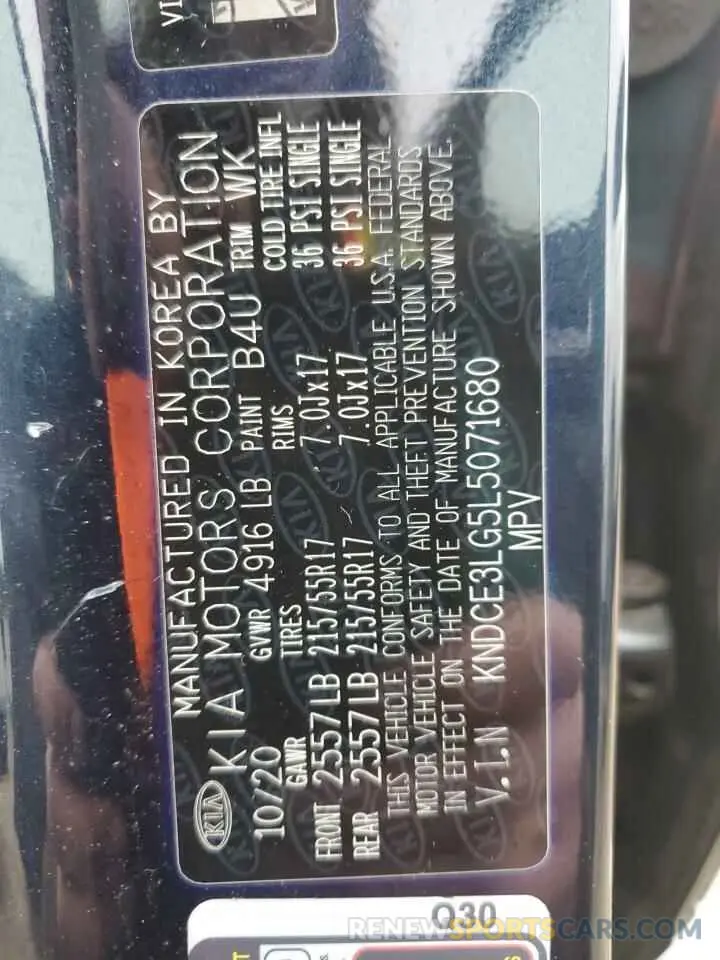 VI
MANUFACTURED IN KOREA BY
KIA KIA MOTORS CORPORATION
10/20 GVWR 4916 LB PAINT B4U TRIM WK
GAWR TIRES RIMS COLD TIRE INFL
FRONT 2557LB 215/55R17 7.0Jx17 36 PSI SINGLE
REAR 2557LB 215/55R17 7.0Jx17 36 PSI SINGLE
THIS VEHICLE CONFORMS TO ALL APPLICABLE U.S.A. FEDERAL
MOTOR VEHICLE SAFETY AND THEFT PREVENTION STANDARDS
IN EFFECT ON THE DATE OF MANUFACTURE SHOWN ABOVE.
V.I.N KNDCE3LG5L5071680
MPV
Q30
RENEWSPORTSCARS.COM